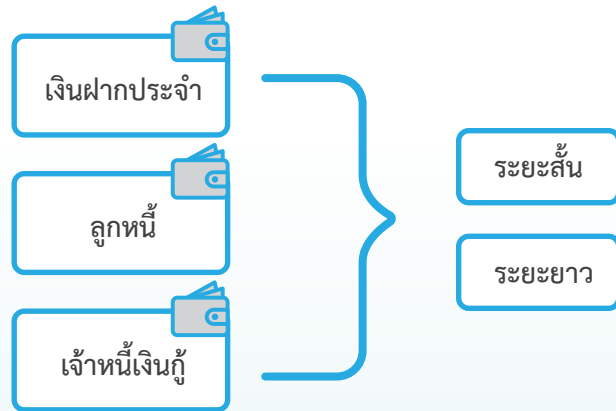 เงินฝากประจำ
ลูกหนี้
เจ้าหนี้เงินกู้
ระยะสั้น
ระยะยาว